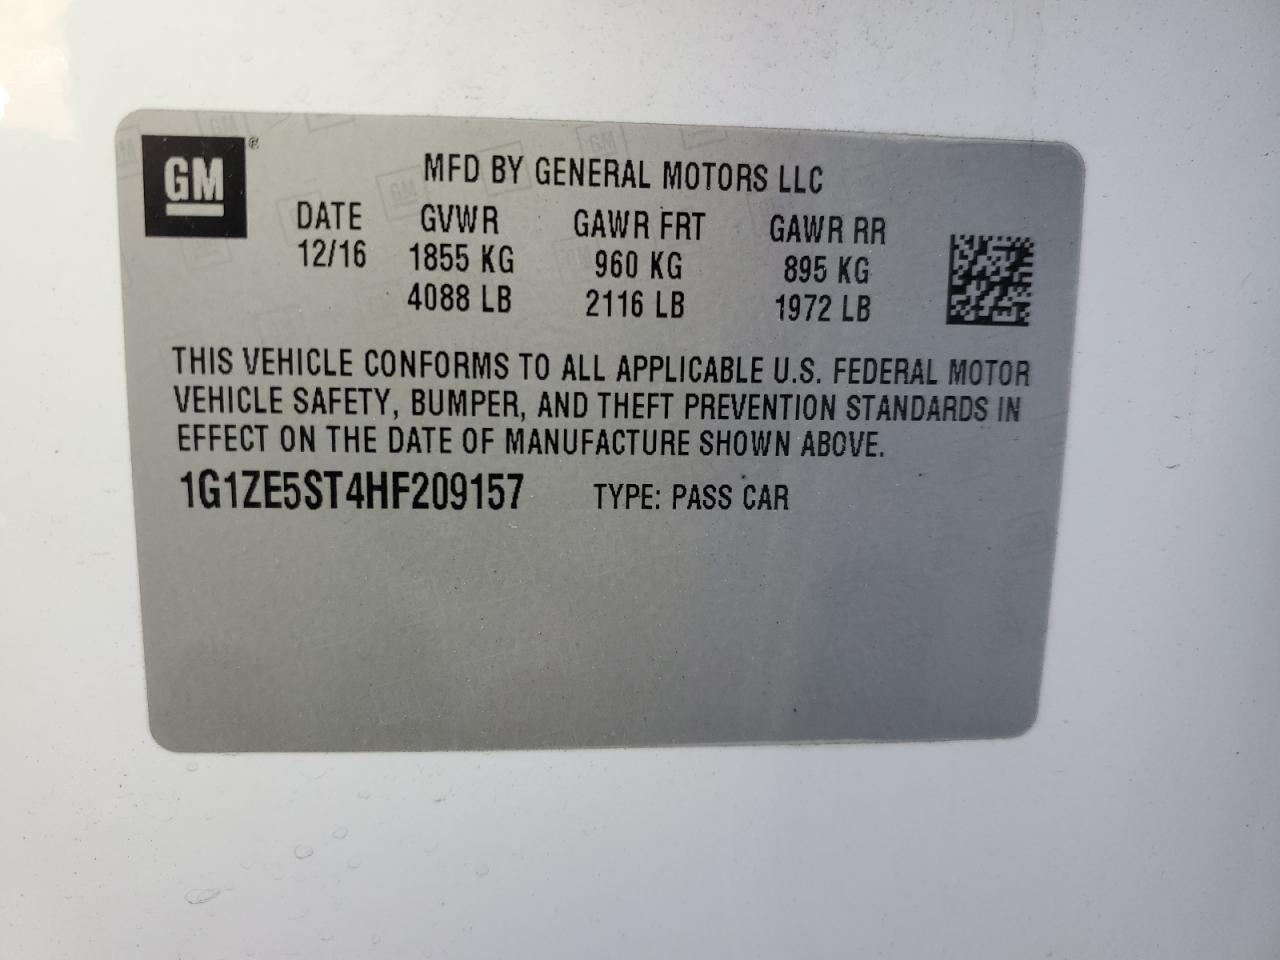 GM®
MFD BY GENERAL MOTORS LLC
DATE GVWR GAWR FRT GAWR RR
12/16 1855 KG 960 KG 895 KG
4088 LB 2116 LB 1972 LB
THIS VEHICLE CONFORMS TO ALL APPLICABLE U.S. FEDERAL MOTOR
VEHICLE SAFETY, BUMPER, AND THEFT PREVENTION STANDARDS IN
EFFECT ON THE DATE OF MANUFACTURE SHOWN ABOVE.
1G1ZE5ST4HF209157 TYPE: PASS CAR